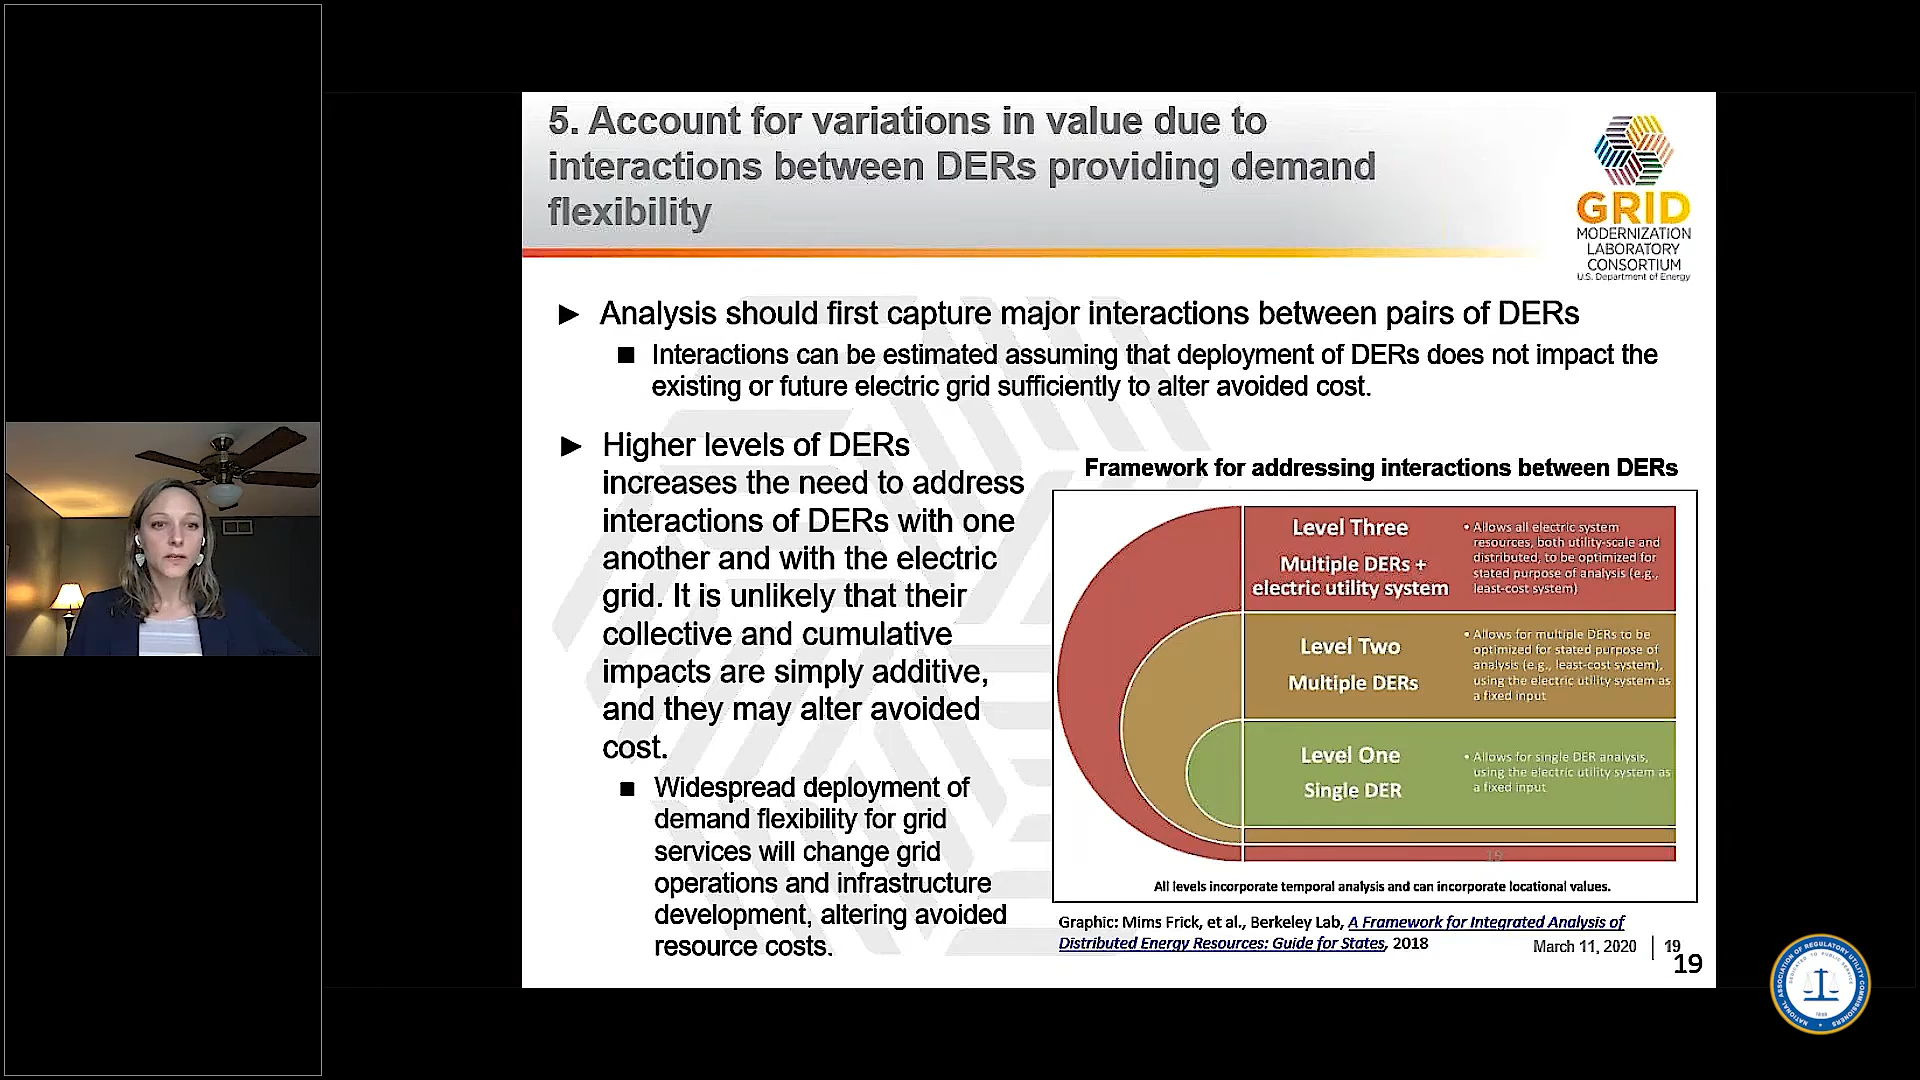 5. Account for variations in value due to
interactions between DERs providing demand
flexibility
GRID
MODERNIZATION
LABORATORY
CONSORTIUM
U.S. Department of Energy
► Analysis should first capture major interactions between pairs of DERs
■ Interactions can be estimated assuming that deployment of DERs does not impact the
existing or future electric grid sufficiently to alter avoided cost.
► Higher levels of DERs
increases the need to address
interactions of DERs with one
another and with the electric
grid. It is unlikely that their
collective and cumulative
impacts are simply additive,
and they may alter avoided
cost.
■ Widespread deployment of
demand flexibility for grid
services will change grid
operations and infrastructure
development, altering avoided
resource costs.
Framework for addressing interactions between DERs
Level Three
Multiple DERs +
electric utility system
• Allows all electric system
resources, both utility-scale and
distributed, to be optimized for
stated purpose of analysis (e.g.,
least-cost system)
Level Two
Multiple DERs
• Allows for multiple DERs to be
optimized for stated purpose of
analysis (e.g., least-cost system),
using the electric utility system as
a fixed input
Level One
Single DER
• Allows for single DER analysis,
using the electric utility system as
a fixed input
19
All levels incorporate temporal analysis and can incorporate locational values.
Graphic: Mims Frick, et al., Berkeley Lab, A Framework for Integrated Analysis of
Distributed Energy Resources: Guide for States, 2018
March 11, 2020 | 19
19
NATIONAL ASSOCIATION OF REGULATORY UTILITY COMMISSIONERS